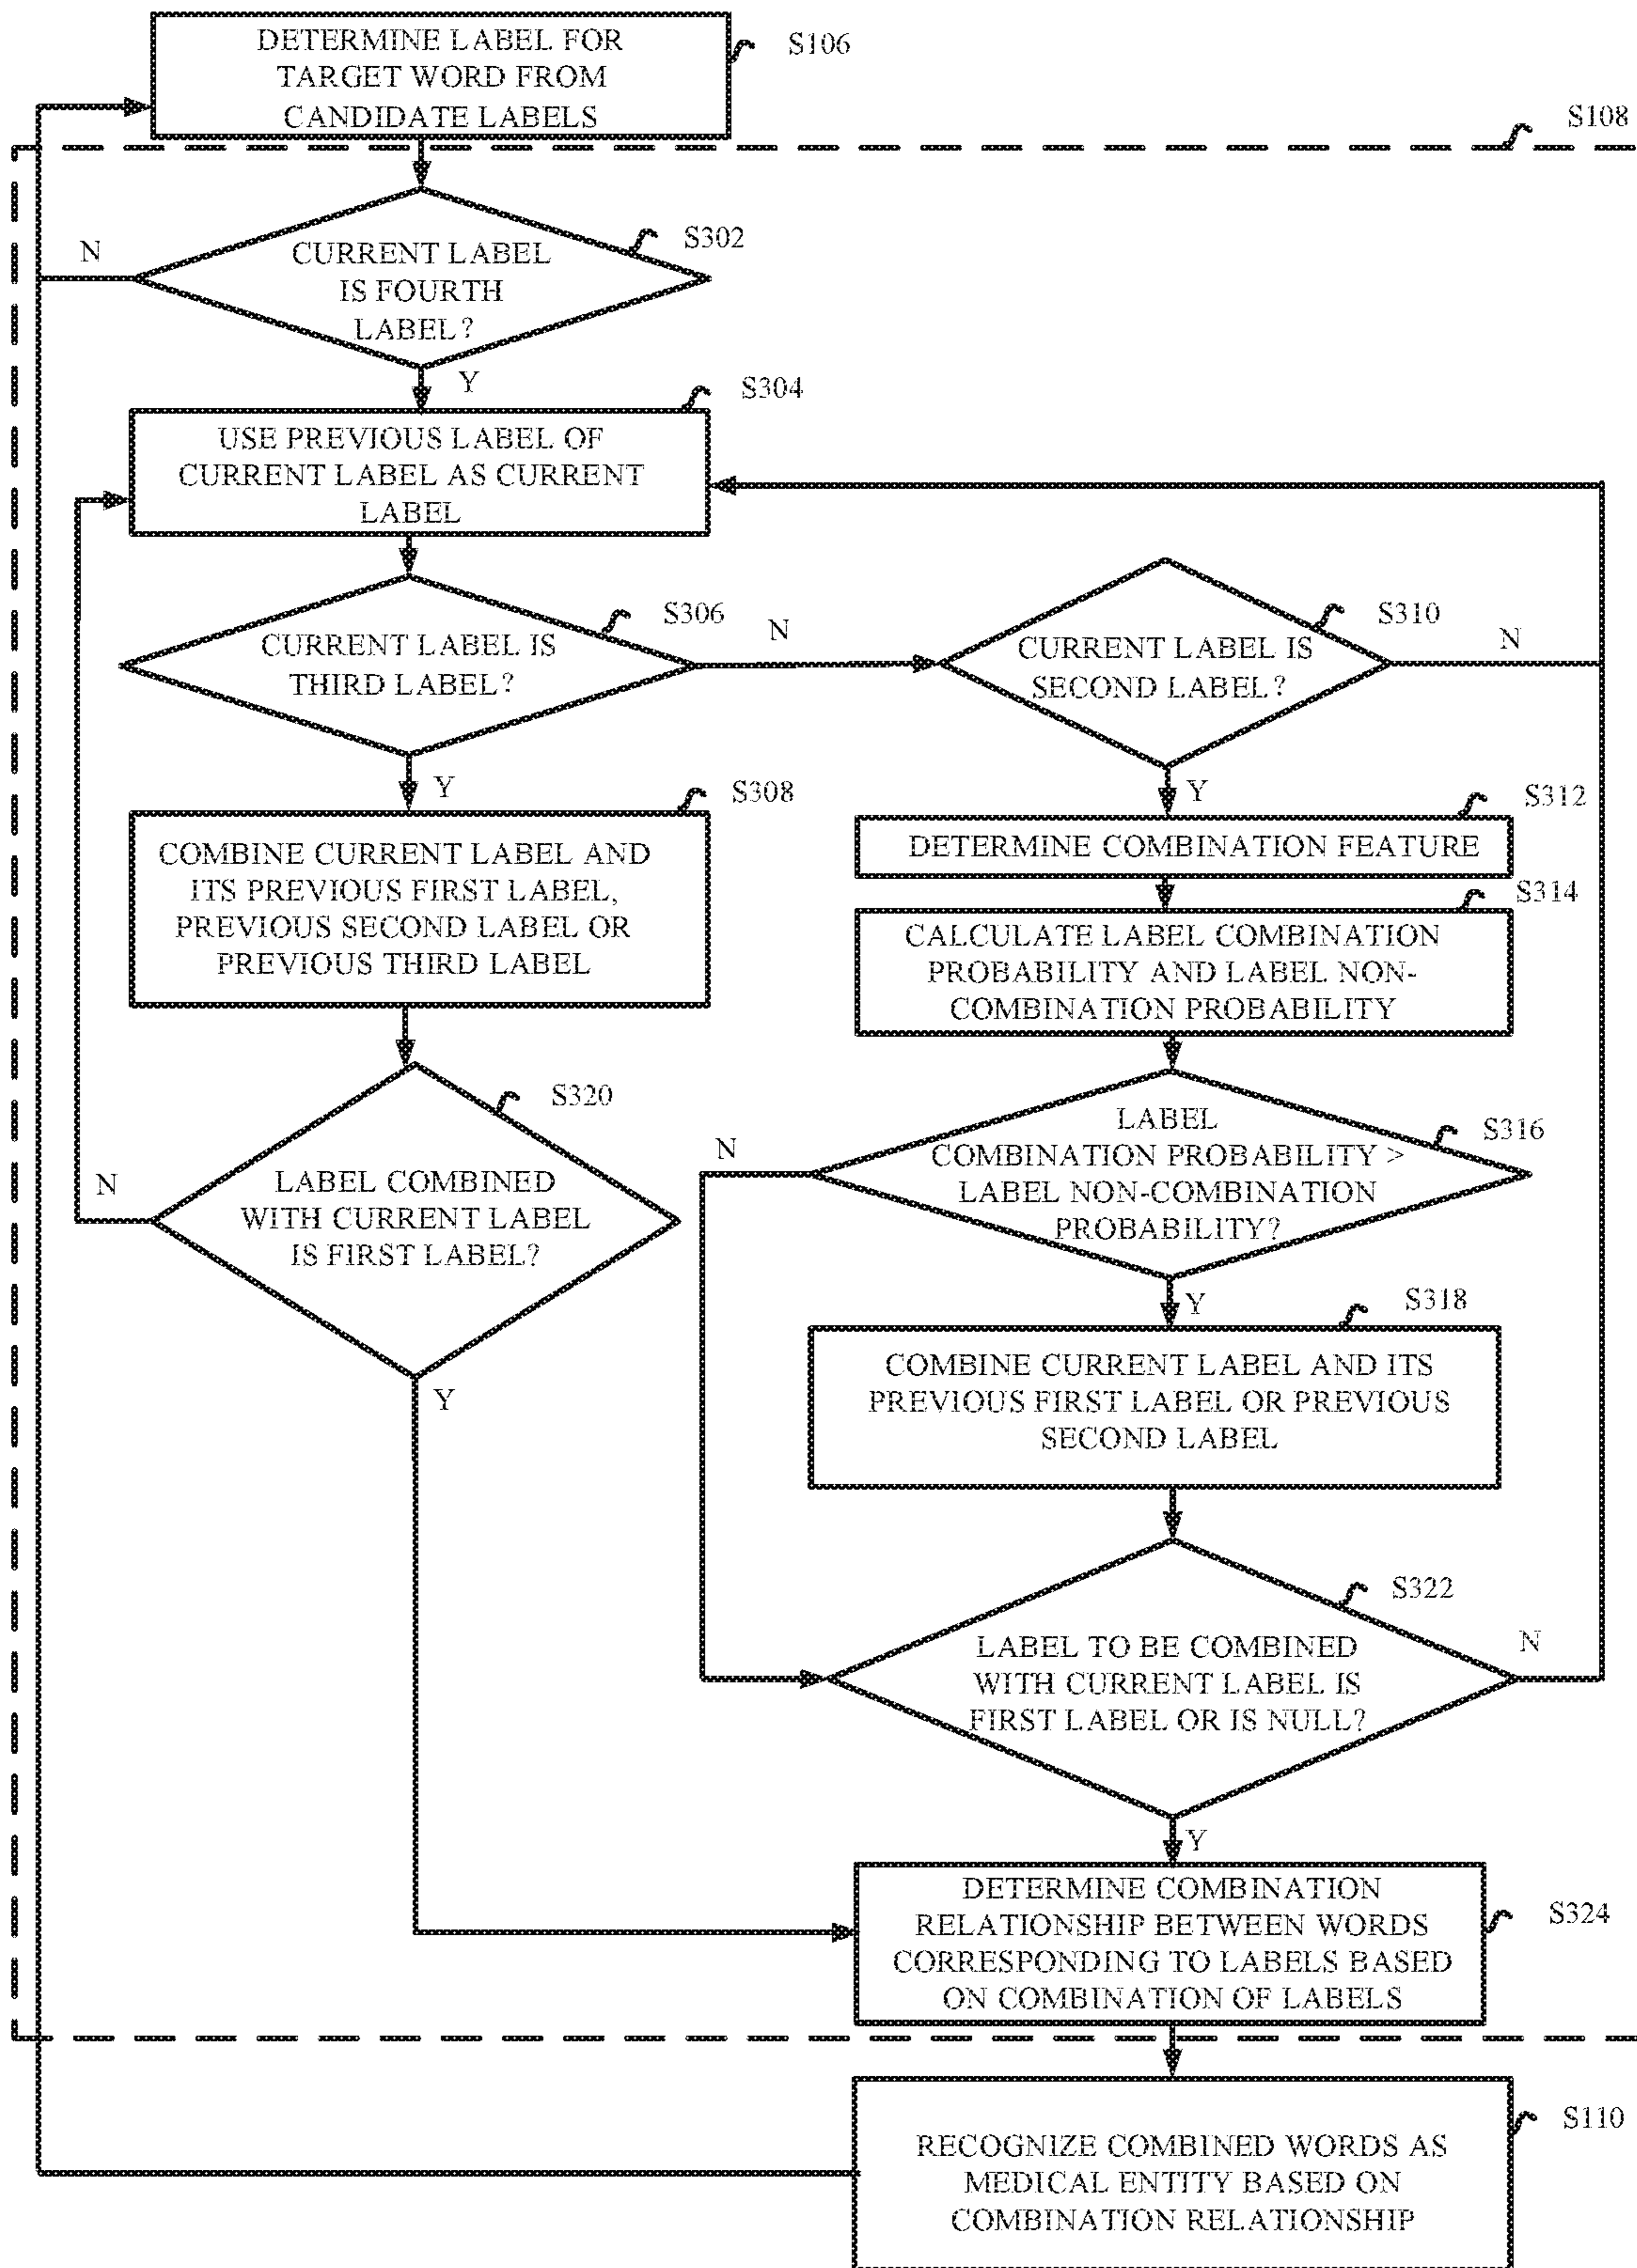 DETERMINE LABEL FOR
TARGET WORD FROM
CANDIDATE LABELS
S106
S108
CURRENT LABEL
IS FOURTH
LABEL?
S302
N
Y
USE PREVIOUS LABEL OF
CURRENT LABEL AS CURRENT
LABEL
S304
CURRENT LABEL IS
THIRD LABEL?
S306
N
Y
CURRENT LABEL IS
SECOND LABEL?
S310
N
Y
COMBINE CURRENT LABEL AND
ITS PREVIOUS FIRST LABEL,
PREVIOUS SECOND LABEL OR
PREVIOUS THIRD LABEL
S308
DETERMINE COMBINATION FEATURE
S312
CALCULATE LABEL COMBINATION
PROBABILITY AND LABEL NON-
COMBINATION PROBABILITY
S314
LABEL COMBINED
WITH CURRENT LABEL
IS FIRST LABEL?
S320
N
Y
LABEL
COMBINATION PROBABILITY >
LABEL NON-COMBINATION
PROBABILITY?
S316
N
Y
COMBINE CURRENT LABEL AND ITS
PREVIOUS FIRST LABEL OR PREVIOUS
SECOND LABEL
S318
LABEL TO BE COMBINED
WITH CURRENT LABEL IS
FIRST LABEL OR IS NULL?
S322
N
Y
DETERMINE COMBINATION
RELATIONSHIP BETWEEN WORDS
CORRESPONDING TO LABELS BASED
ON COMBINATION OF LABELS
S324
RECOGNIZE COMBINED WORDS AS
MEDICAL ENTITY BASED ON
COMBINATION RELATIONSHIP
S110